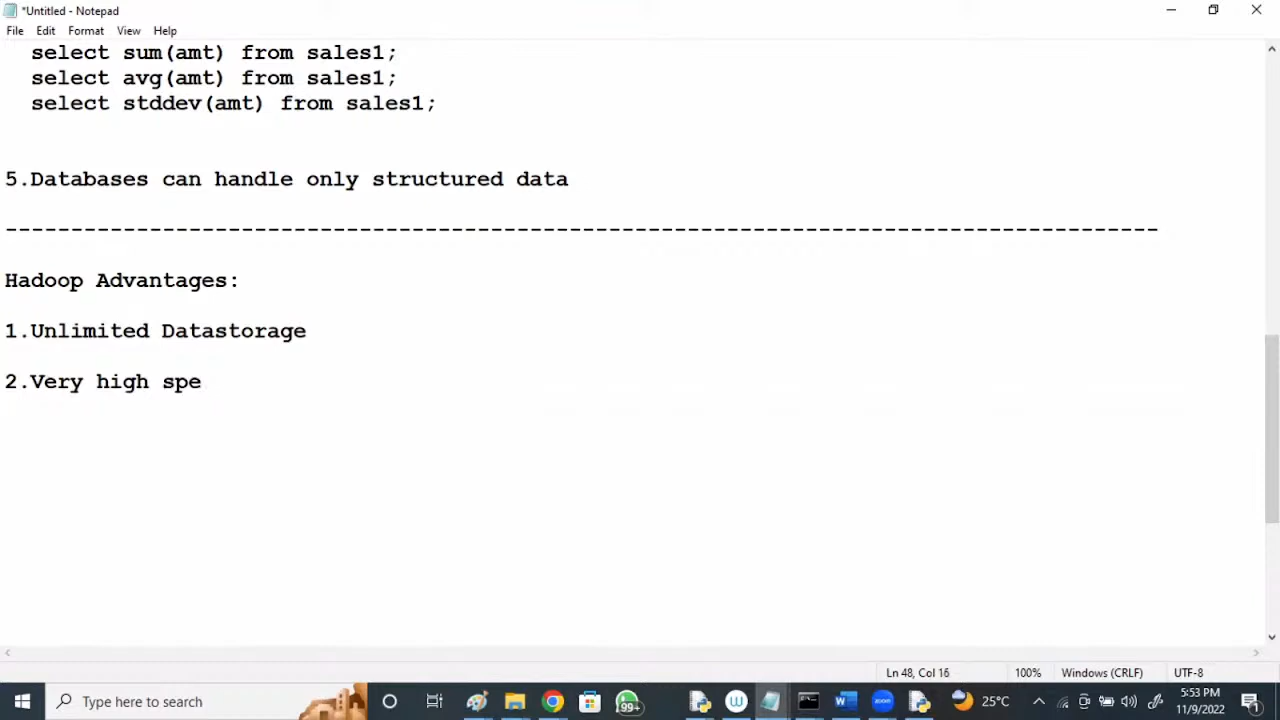 *Untitled - Notepad
File Edit Format View Help
select sum(amt) from sales1;
select avg(amt) from sales1;
select stddev(amt) from sales1;
5.Databases can handle only structured data
----------------------------------------------------------------------------------------
Hadoop Advantages:
1.Unlimited Datastorage
2.Very high spe
Ln 48, Col 16 100% Windows (CRLF) UTF-8
Type here to search 99+ W zoom W 25°C 5:53 PM
11/9/2022 1